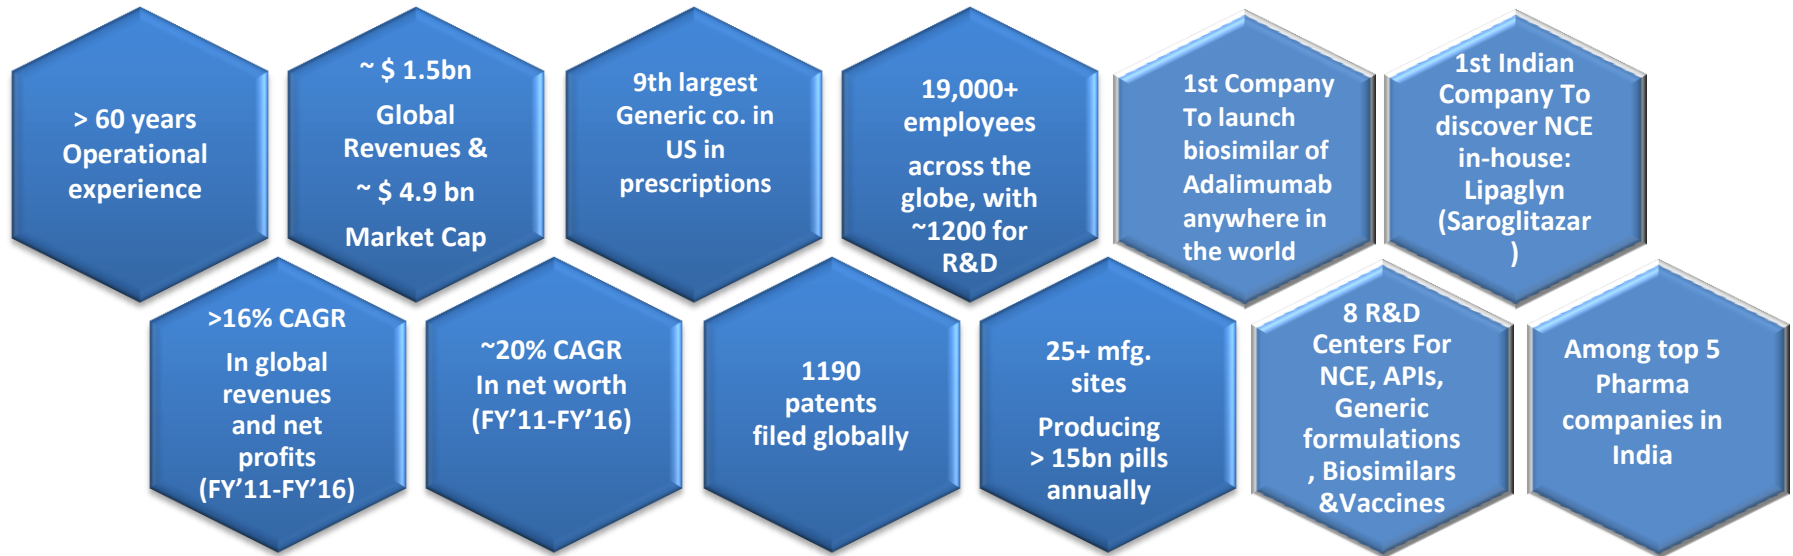 > 60 years
Operational
experience
~ $ 1.5bn
Global
Revenues &
~ $ 4.9 bn
Market Cap
9th largest
Generic co. in
US in
prescriptions
19,000+
employees
across the
globe, with
~1200 for
R&D
1st Company
To launch
biosimilar of
Adalimumab
anywhere in
the world
1st Indian
Company To
discover NCE
in-house:
Lipaglyn
(Saroglitazar
)
>16% CAGR
In global
revenues
and net
profits
(FY’11-FY’16)
~20% CAGR
In net worth
(FY’11-FY’16)
1190
patents
filed globally
25+ mfg.
sites
Producing
> 15bn pills
annually
8 R&D
Centers For
NCE, APIs,
Generic
formulations
, Biosimilars
&Vaccines
Among top 5
Pharma
companies in
India